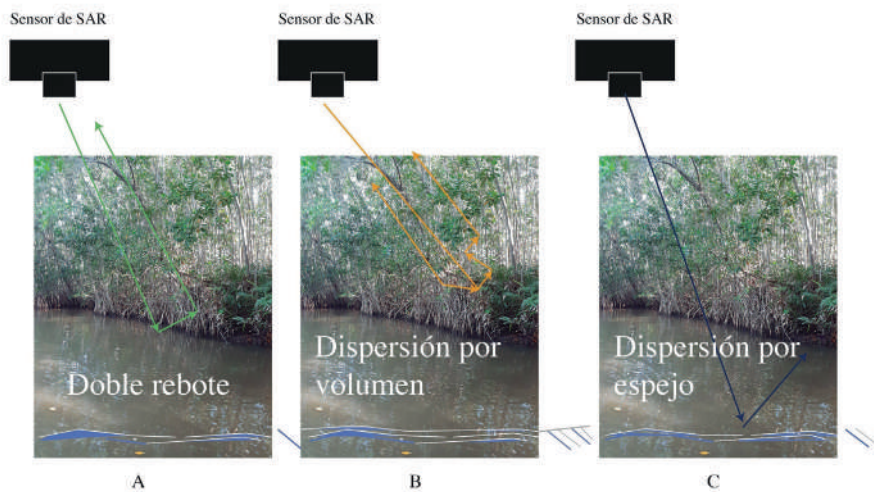 Sensor de SAR
Sensor de SAR
Sensor de SAR
Doble rebote
Dispersión por
volumen
Dispersión por
espejo
A
B
C